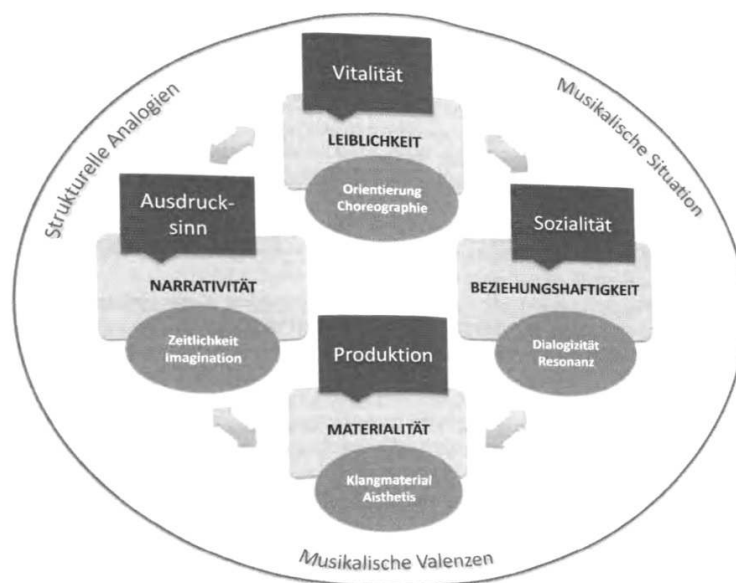 Strukturelle Analogien
Musikalische Situation
Vitalität
LEIBLICHKEIT
Orientierung
Choreographie
Ausdruck-
sinn
NARRATIVITÄT
Zeitlichkeit
Imagination
Sozialität
BEZIEHUNGSHAFTIGKEIT
Dialogizität
Resonanz
Produktion
MATERIALITÄT
Klangmaterial
Aisthetis
Musikalische Valenzen